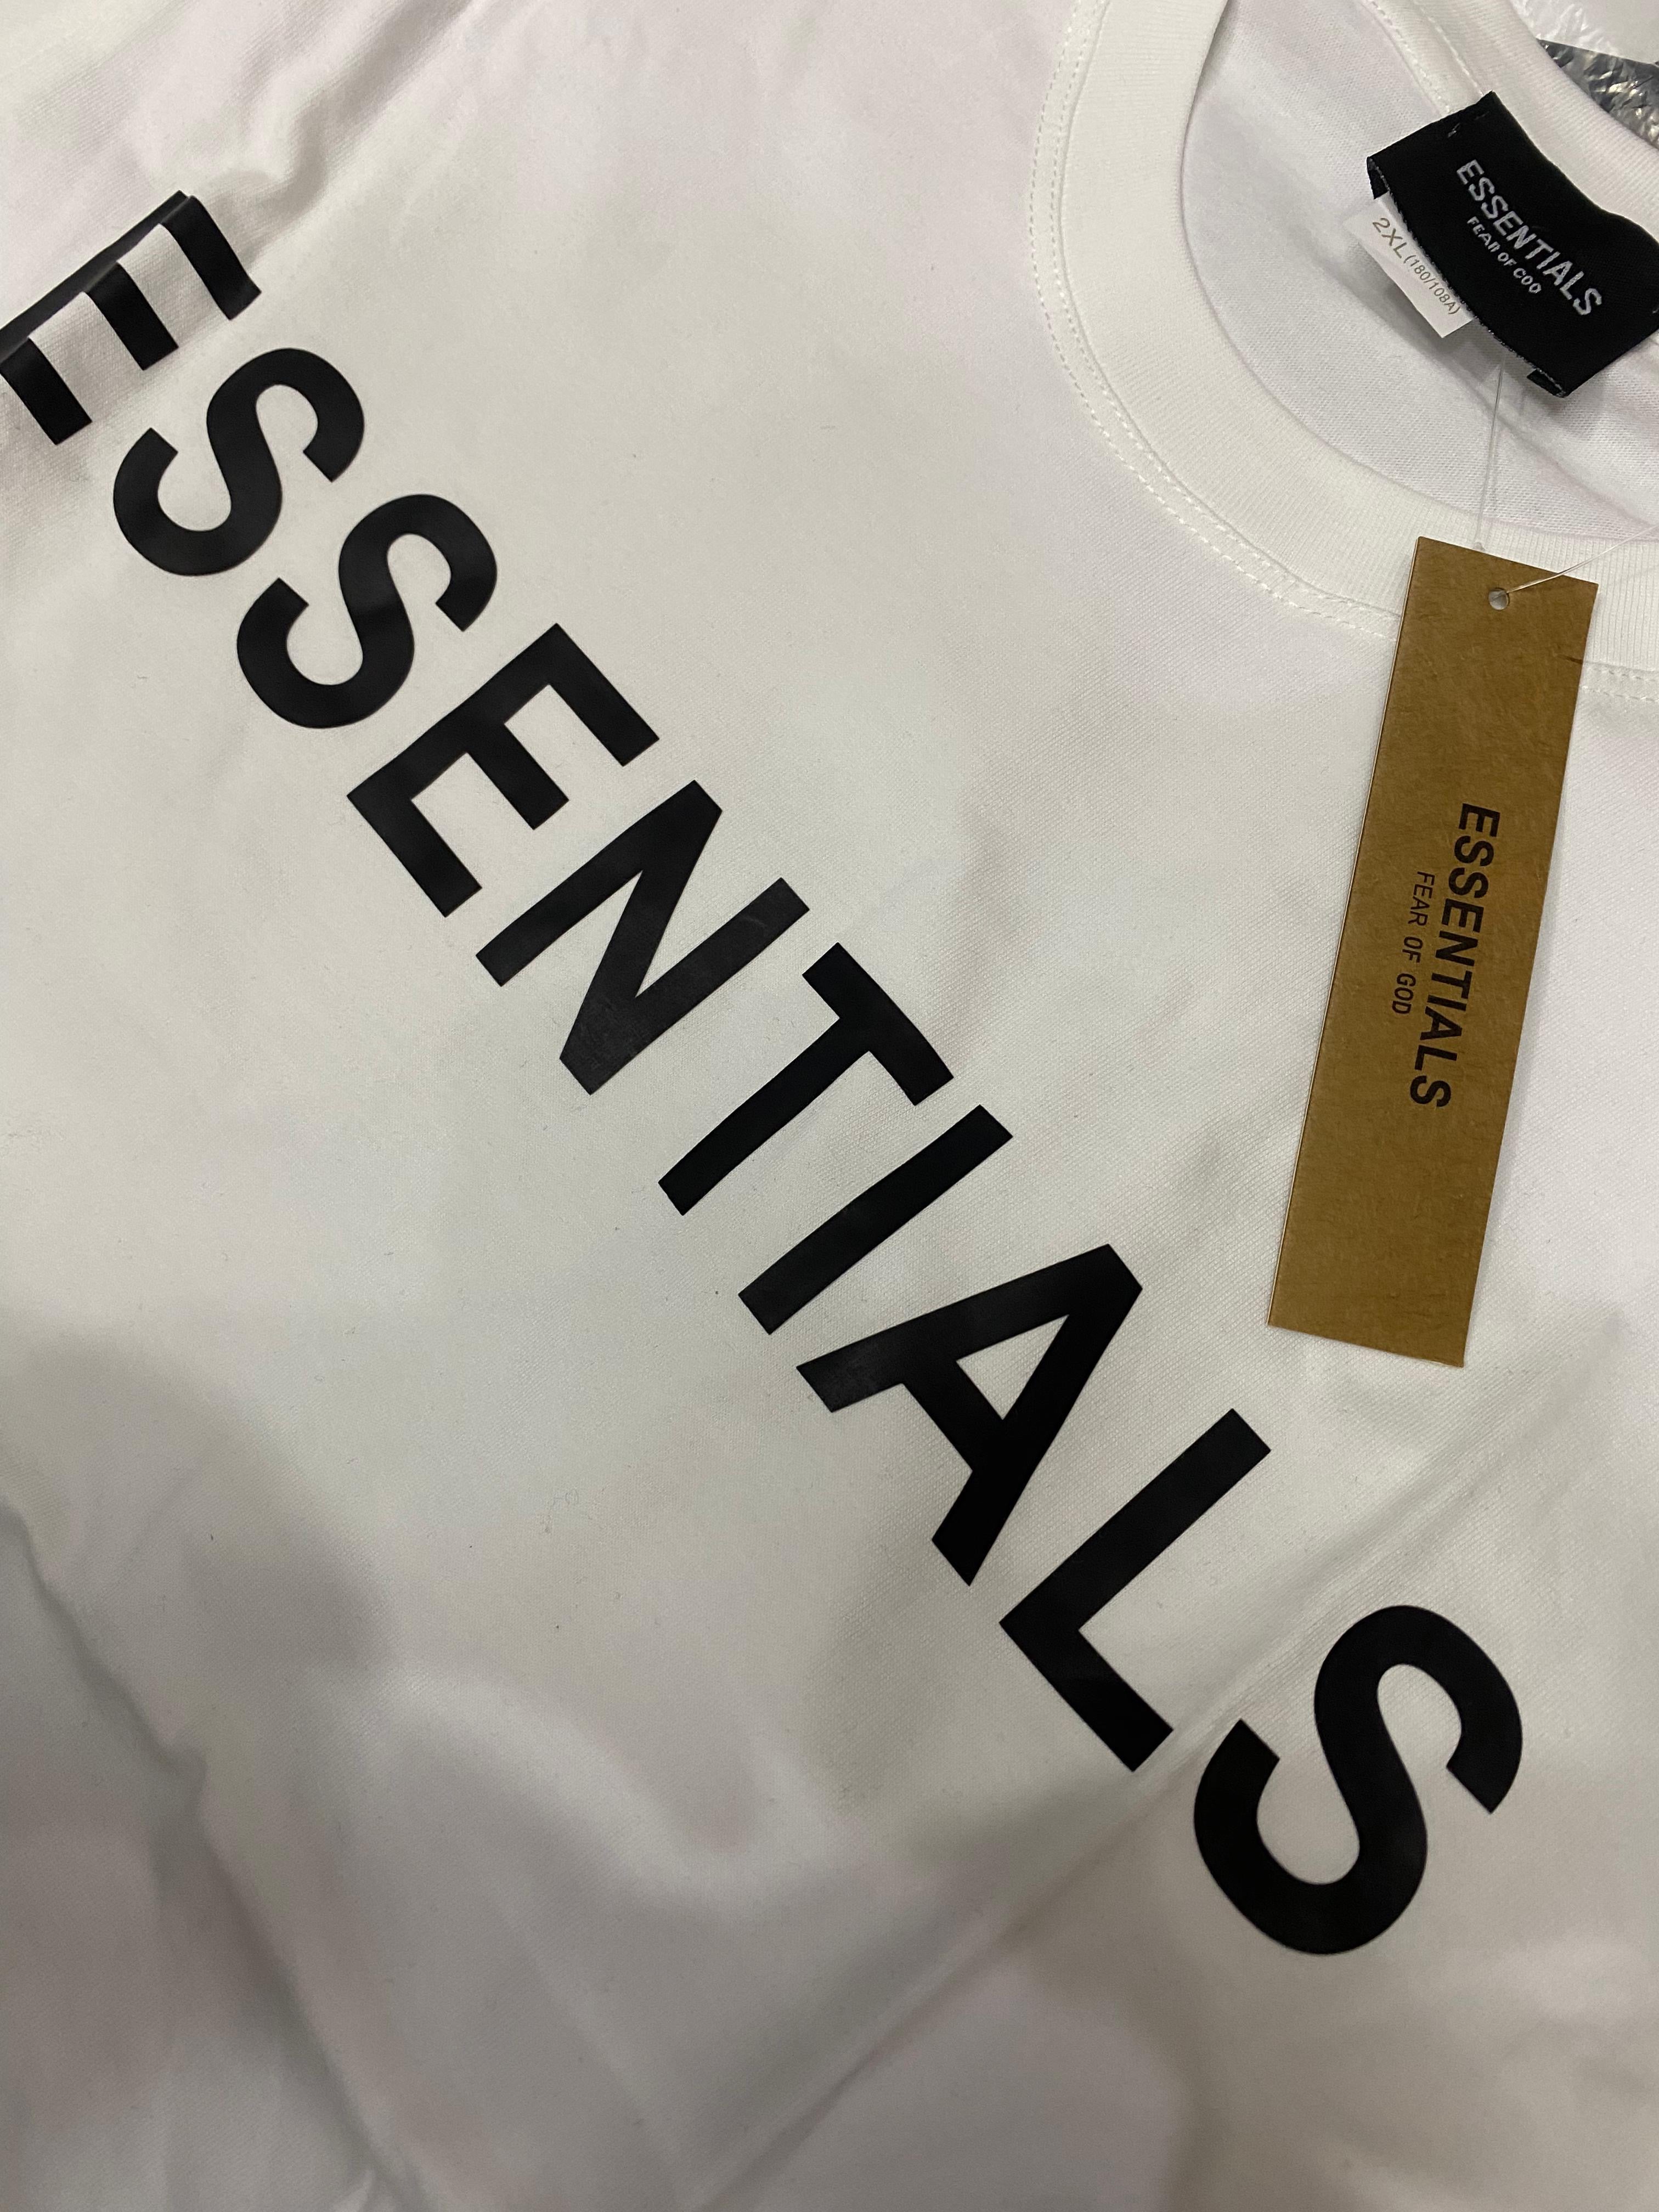 ESSENTIALS
ESSENTIALS
FEAR OF COO
2XL(180/108A)
ESSENTIALS
FEAR OF GOD